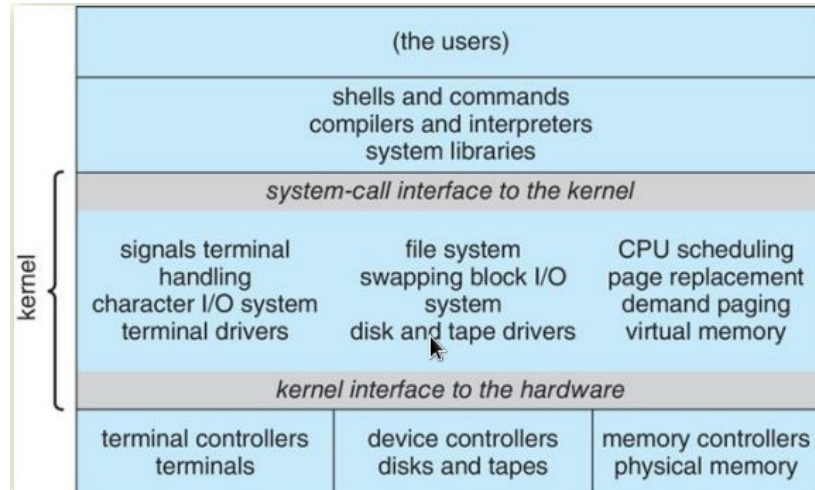 (the users)
shells and commands
compilers and interpreters
system libraries
kernel
system-call interface to the kernel
signals terminal
handling
character I/O system
terminal drivers
file system
swapping block I/O
system
disk and tape drivers
CPU scheduling
page replacement
demand paging
virtual memory
kernel interface to the hardware
terminal controllers
terminals
device controllers
disks and tapes
memory controllers
physical memory